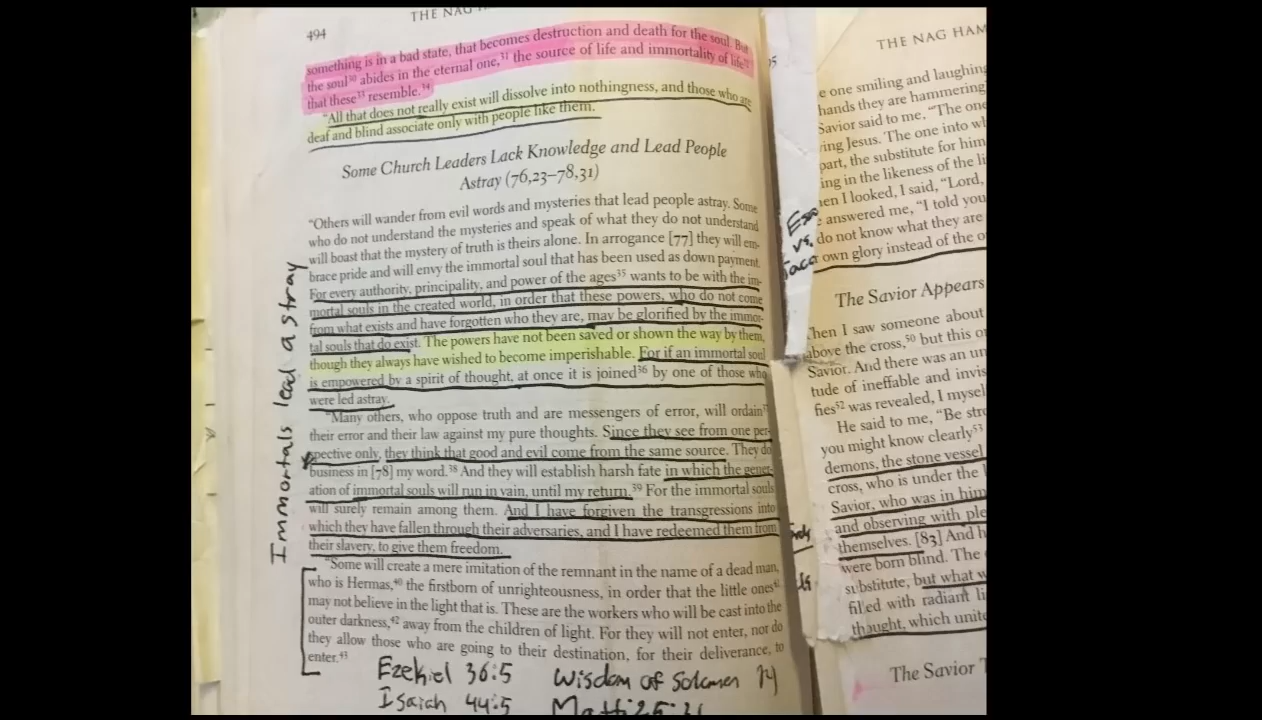 494
THE NAG
something is in a bad state, that becomes destruction and death for the soul. But
the soul³⁰ abides in the eternal one,³¹ the source of life and immortality of life³²
that these³³ resemble.³⁴
"All that does not really exist will dissolve into nothingness, and those who are
deaf and blind associate only with people like them.
Some Church Leaders Lack Knowledge and Lead People
Astray (76,23–78,31)
"Others will wander from evil words and mysteries that lead people astray. Some
who do not understand the mysteries and speak of what they do not understand
will boast that the mystery of truth is theirs alone. In arrogance [77] they will em-
brace pride and will envy the immortal soul that has been used as down payment.
For every authority, principality, and power of the ages³⁵ wants to be with the im-
mortal souls in the created world, in order that these powers, who do not come
from what exists and have forgotten who they are, may be glorified by the immor-
tal souls that do exist. The powers have not been saved or shown the way by them,
though they always have wished to become imperishable. For if an immortal soul
is empowered by a spirit of thought, at once it is joined³⁶ by one of those who
were led astray.
"Many others, who oppose truth and are messengers of error, will ordain³⁷
their error and their law against my pure thoughts. Since they see from one per-
spective only, they think that good and evil come from the same source. They do
business in [78] my word.³⁸ And they will establish harsh fate in which the gener-
ation of immortal souls will run in vain, until my return.³⁹ For the immortal souls
will surely remain among them. And I have forgiven the transgressions into
which they have fallen through their adversaries, and I have redeemed them from
their slavery, to give them freedom.
"Some will create a mere imitation of the remnant in the name of a dead man,
who is Hermas,⁴⁰ the firstborn of unrighteousness, in order that the little ones⁴¹
may not believe in the light that is. These are the workers who will be cast into the
outer darkness,⁴² away from the children of light. For they will not enter, nor do
they allow those who are going to their destination, for their deliverance, to
enter.⁴³
Immortals lead astray
Ezekiel 36:5 Wisdom of Solomen 14
Isaiah 44:5
vs.
THE NAG HAM
e one smiling and laughing
hands they are hammering
Savior said to me, "The one
ing Jesus. The one into wh
part, the substitute for him
ing in the likeness of the li
hen I looked, I said, "Lord,
answered me, "I told you
do not know what they are
own glory instead of the
The Savior Appears
hen I saw someone about
above the cross,⁵⁰ but this
Savior. And there was an un
tude of ineffable and invis
fies⁵² was revealed, I mysel
He said to me, "Be stro
you might know clearly⁵³
demons, the stone vessel
cross, who is under the
Savior, who was in him
and observing with ple
themselves. [83] And h
were born blind. The
substitute, but what w
filled with radiant li
thought, which unite
The Savior